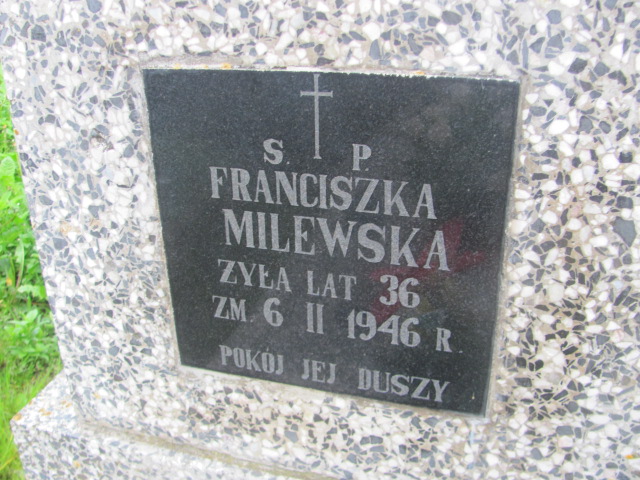 S. P.
FRANCISZKA
MILEWSKA
ŻYŁA LAT 36
ZM. 6 II 1946 R.
POKÓJ JEJ DUSZY